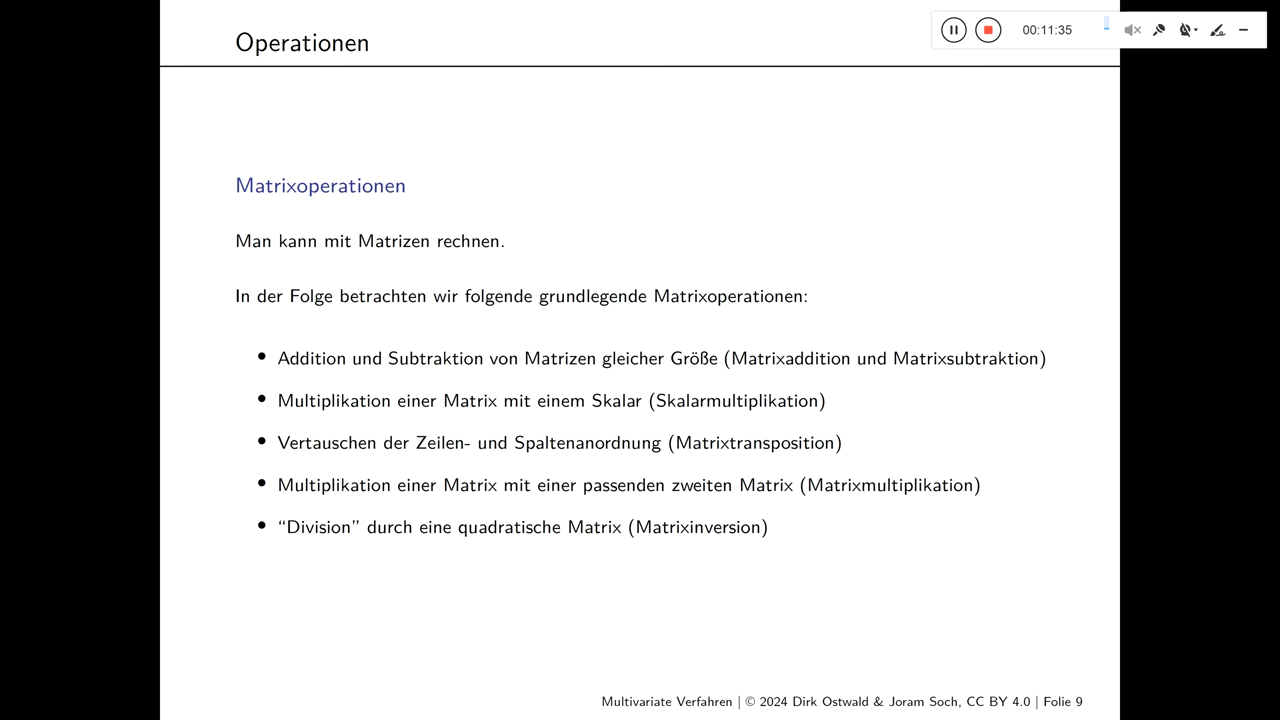 Operationen
00:11:35
Matrixoperationen
Man kann mit Matrizen rechnen.
In der Folge betrachten wir folgende grundlegende Matrixoperationen:
• Addition und Subtraktion von Matrizen gleicher Größe (Matrixaddition und Matrixsubtraktion)
• Multiplikation einer Matrix mit einem Skalar (Skalarmultiplikation)
• Vertauschen der Zeilen- und Spaltenanordnung (Matrixtransposition)
• Multiplikation einer Matrix mit einer passenden zweiten Matrix (Matrixmultiplikation)
• “Division” durch eine quadratische Matrix (Matrixinversion)
Multivariate Verfahren | © 2024 Dirk Ostwald & Joram Soch, CC BY 4.0 | Folie 9